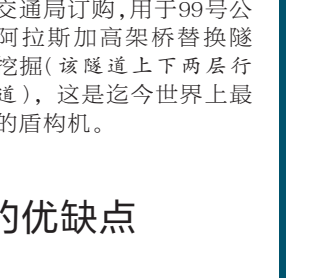 交通局订购,用于99号公
阿拉斯加高架桥替换隧
挖掘(该隧道上下两层行
道),这是迄今世界上最
的盾构机。
的优缺点